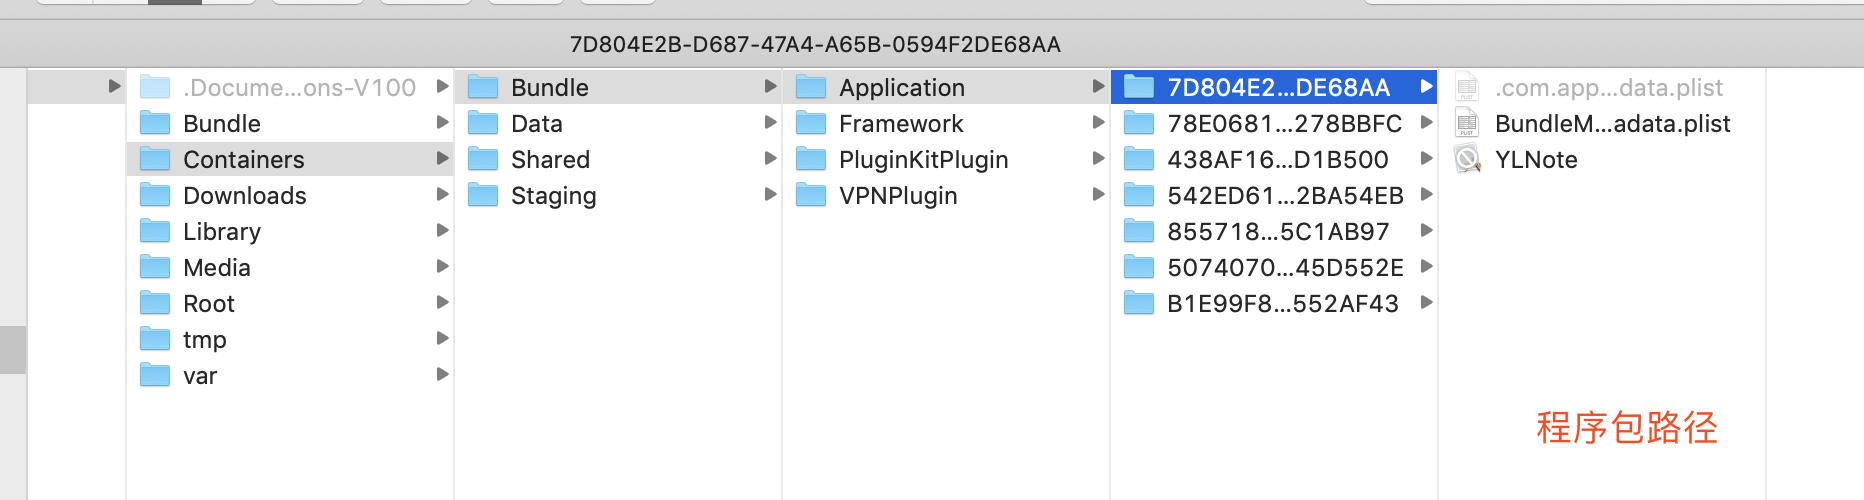 7D804E2B-D687-47A4-A65B-0594F2DE68AA
.Docume...ons-V100
Bundle
Containers
Downloads
Library
Media
Root
tmp
var
Bundle
Data
Shared
Staging
Application
Framework
PluginKitPlugin
VPNPlugin
7D804E2...DE68AA
78E0681...278BBFC
438AF16...D1B500
542ED61...2BA54EB
855718...5C1AB97
5074070...45D552E
B1E99F8...552AF43
.com.app...data.plist
BundleM...adata.plist
YLNote
程序包路径